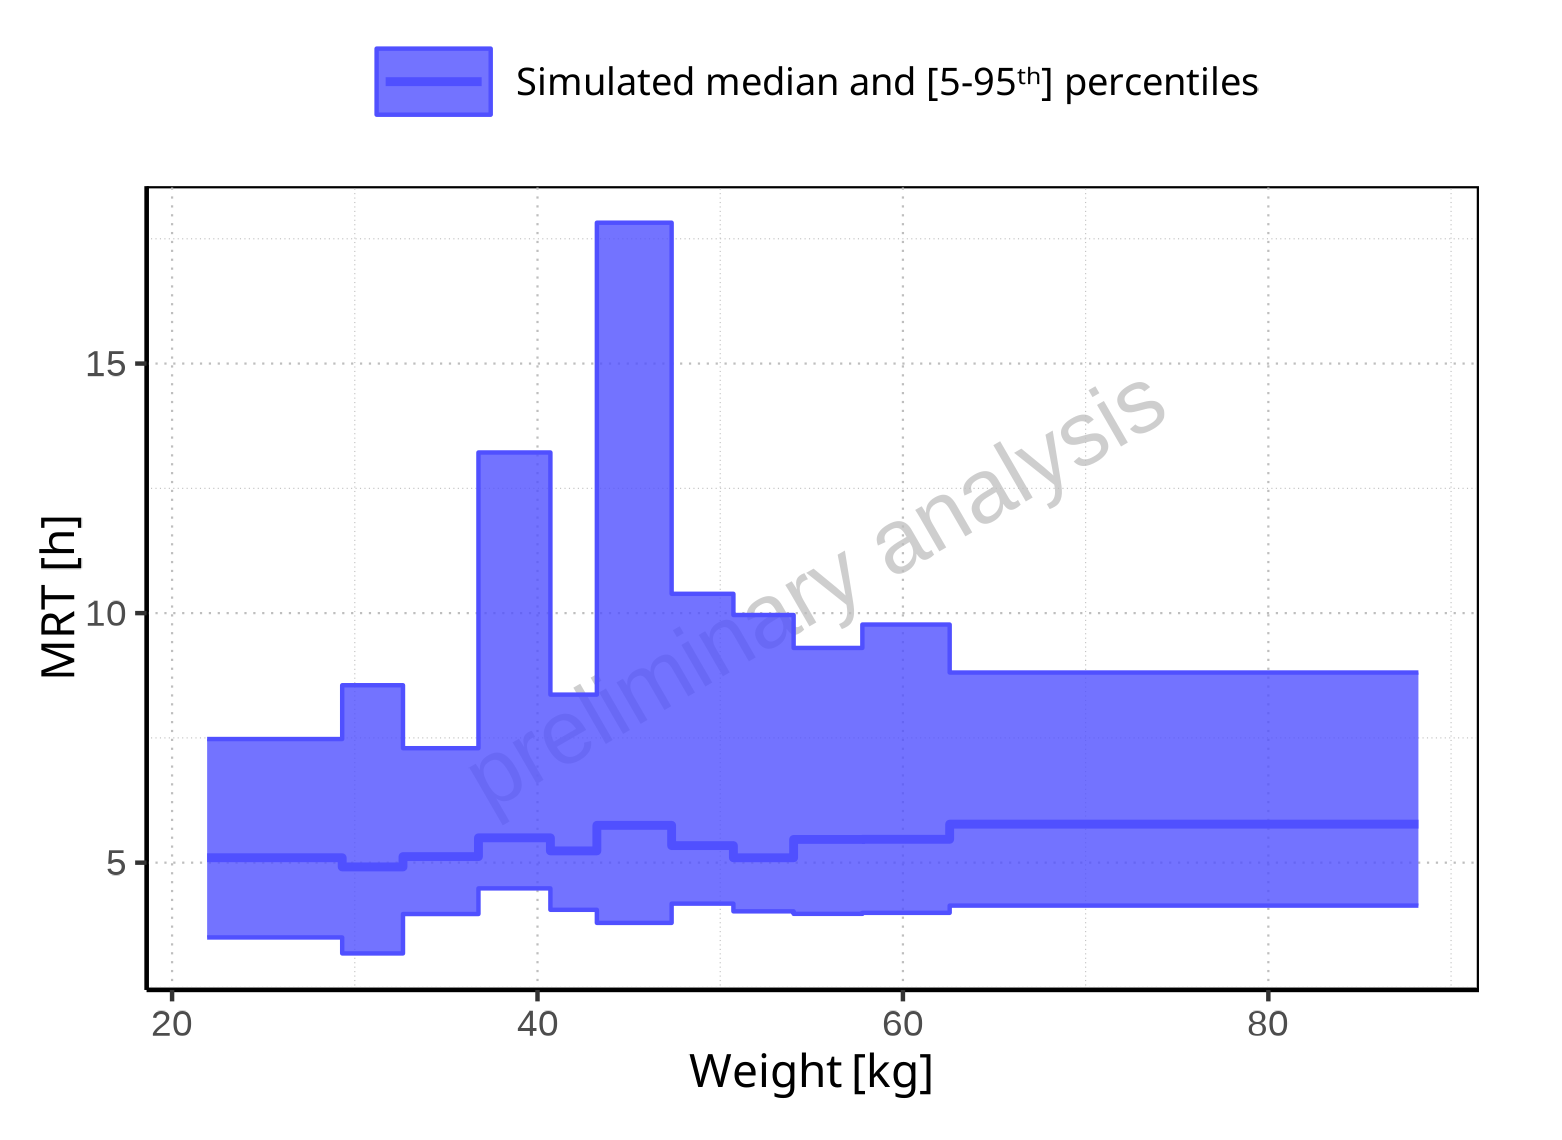 Simulated median and [5-95ᵗʰ] percentiles
15
10
5
MRT [h]
preliminary analysis
20 40 60 80
Weight [kg]